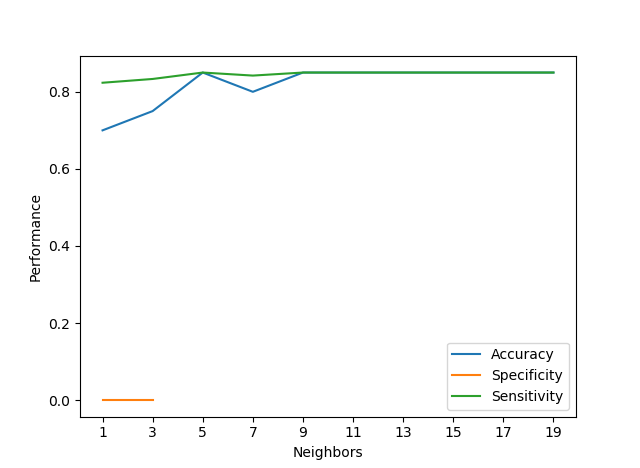 0.8
0.6
0.4
0.2
0.0
Performance
Accuracy
Specificity
Sensitivity
1 3 5 7 9 11 13 15 17 19
Neighbors